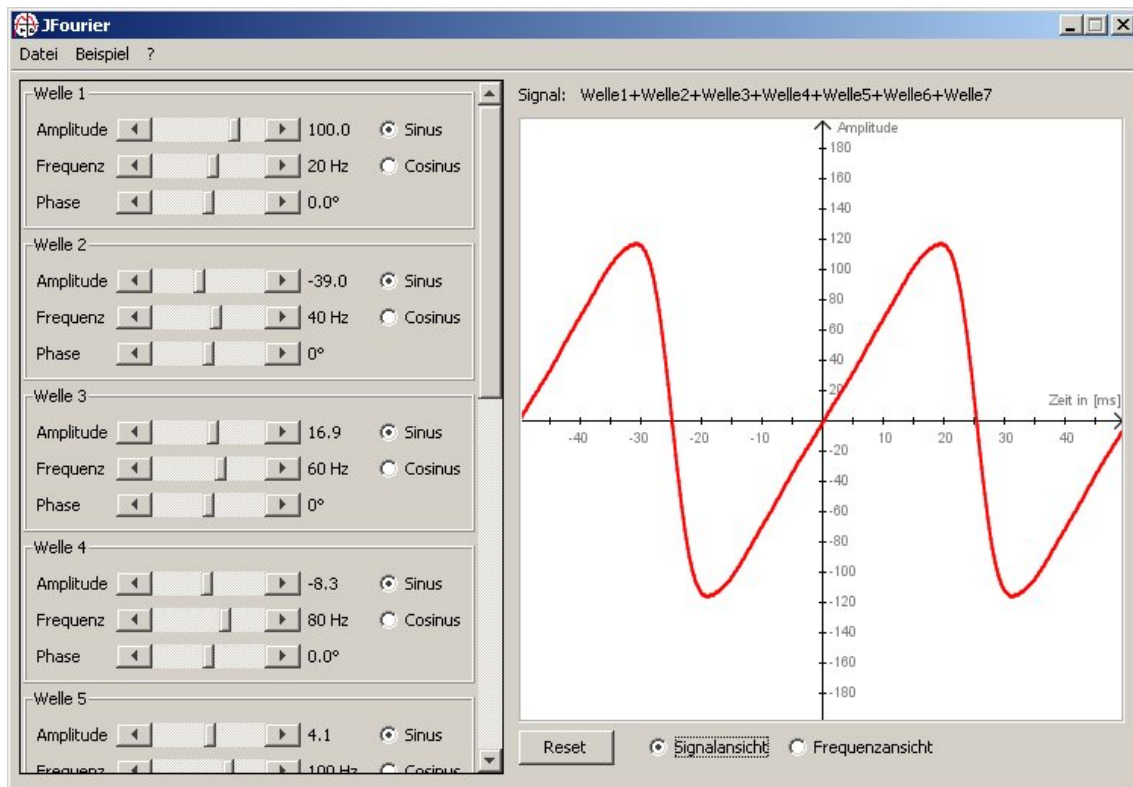 JFourier
Datei Beispiel ?
Welle 1
Amplitude 100.0 Sinus
Frequenz 20 Hz Cosinus
Phase 0.0°
Welle 2
Amplitude -39.0 Sinus
Frequenz 40 Hz Cosinus
Phase 0°
Welle 3
Amplitude 16.9 Sinus
Frequenz 60 Hz Cosinus
Phase 0°
Welle 4
Amplitude -8.3 Sinus
Frequenz 80 Hz Cosinus
Phase 0.0°
Welle 5
Amplitude 4.1 Sinus
Frequenz 100 Hz Cosinus
Signal: Welle1+Welle2+Welle3+Welle4+Welle5+Welle6+Welle7
Amplitude
180
160
140
120
100
80
60
40
20
Zeit in [ms]
-40 -30 -20 -10 10 20 30 40
-20
-40
-60
-80
-100
-120
-140
-160
-180
Reset Signalansicht Frequenzansicht